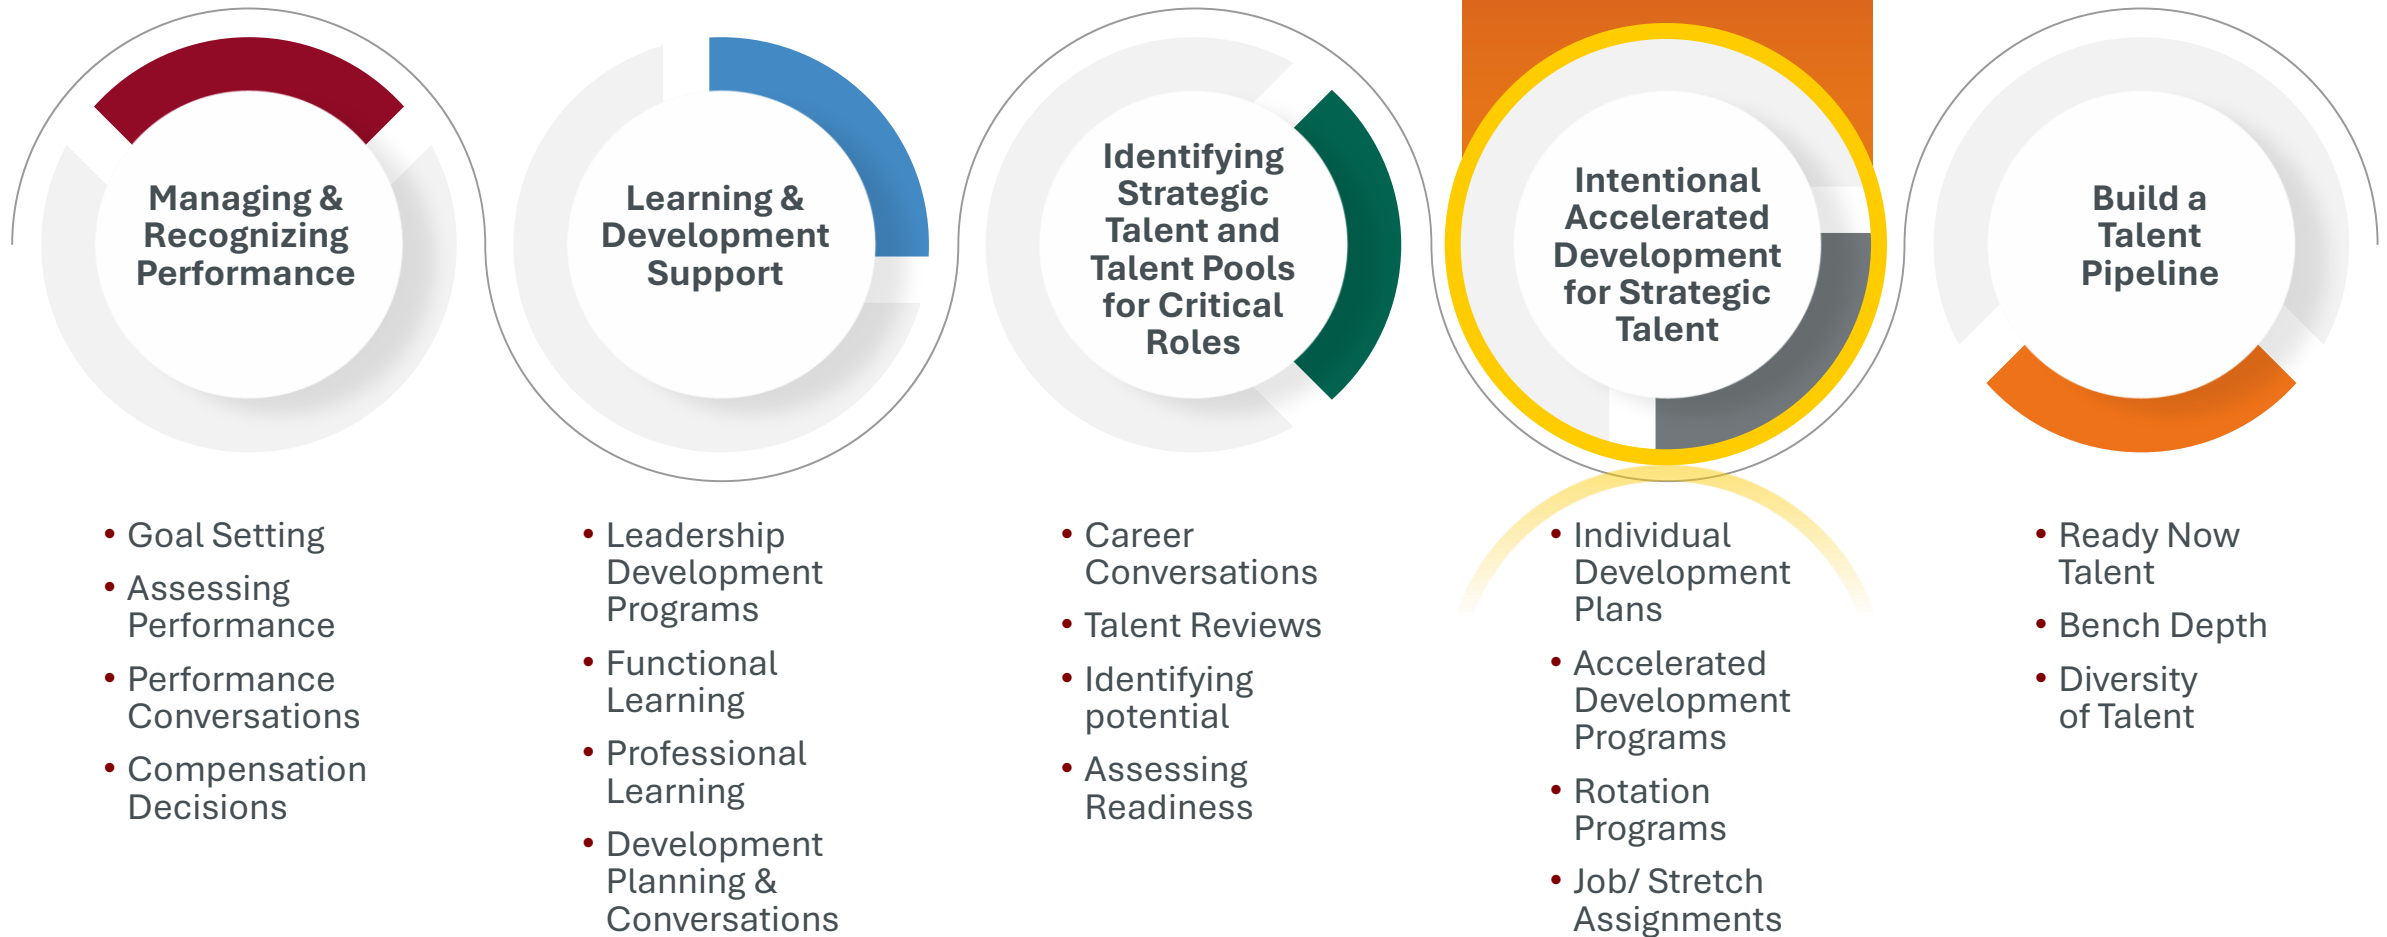 Managing &
Recognizing
Performance
Learning &
Development
Support
Identifying
Strategic
Talent and
Talent Pools
for Critical
Roles
Intentional
Accelerated
Development
for Strategic
Talent
Build a
Talent
Pipeline
• Goal Setting
• Assessing
Performance
• Performance
Conversations
• Compensation
Decisions
• Leadership
Development
Programs
• Functional
Learning
• Professional
Learning
• Development
Planning &
Conversations
• Career
Conversations
• Talent Reviews
• Identifying
potential
• Assessing
Readiness
• Individual
Development
Plans
• Accelerated
Development
Programs
• Rotation
Programs
• Job/ Stretch
Assignments
• Ready Now
Talent
• Bench Depth
• Diversity
of Talent